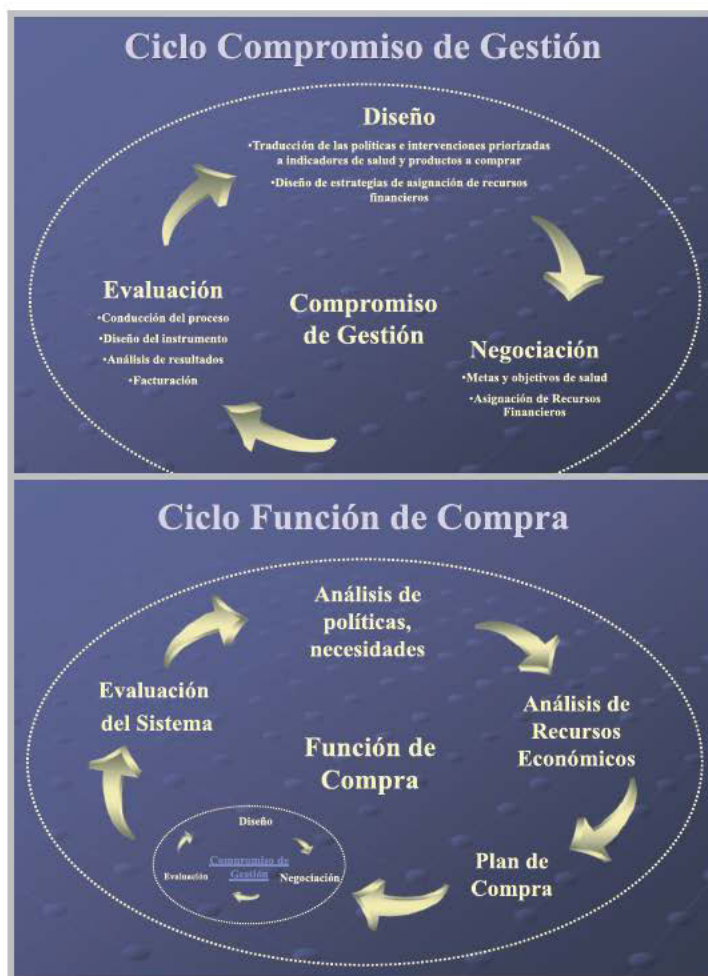 Ciclo Compromiso de Gestión
Diseño
•Traducción de las políticas e intervenciones priorizadas
a indicadores de salud y productos a comprar
•Diseño de estrategias de asignación de recursos
financieros
Evaluación
•Conducción del proceso
•Diseño del instrumento
•Análisis de resultados
•Facturación
Compromiso
de Gestión
Negociación
•Metas y objetivos de salud
•Asignación de Recursos
Financieros
Ciclo Función de Compra
Análisis de
políticas,
necesidades
Evaluación
del Sistema
Función de
Compra
Análisis de
Recursos
Económicos
Diseño
Compromiso de
Gestión
Evaluación
Negociación
Plan de
Compra